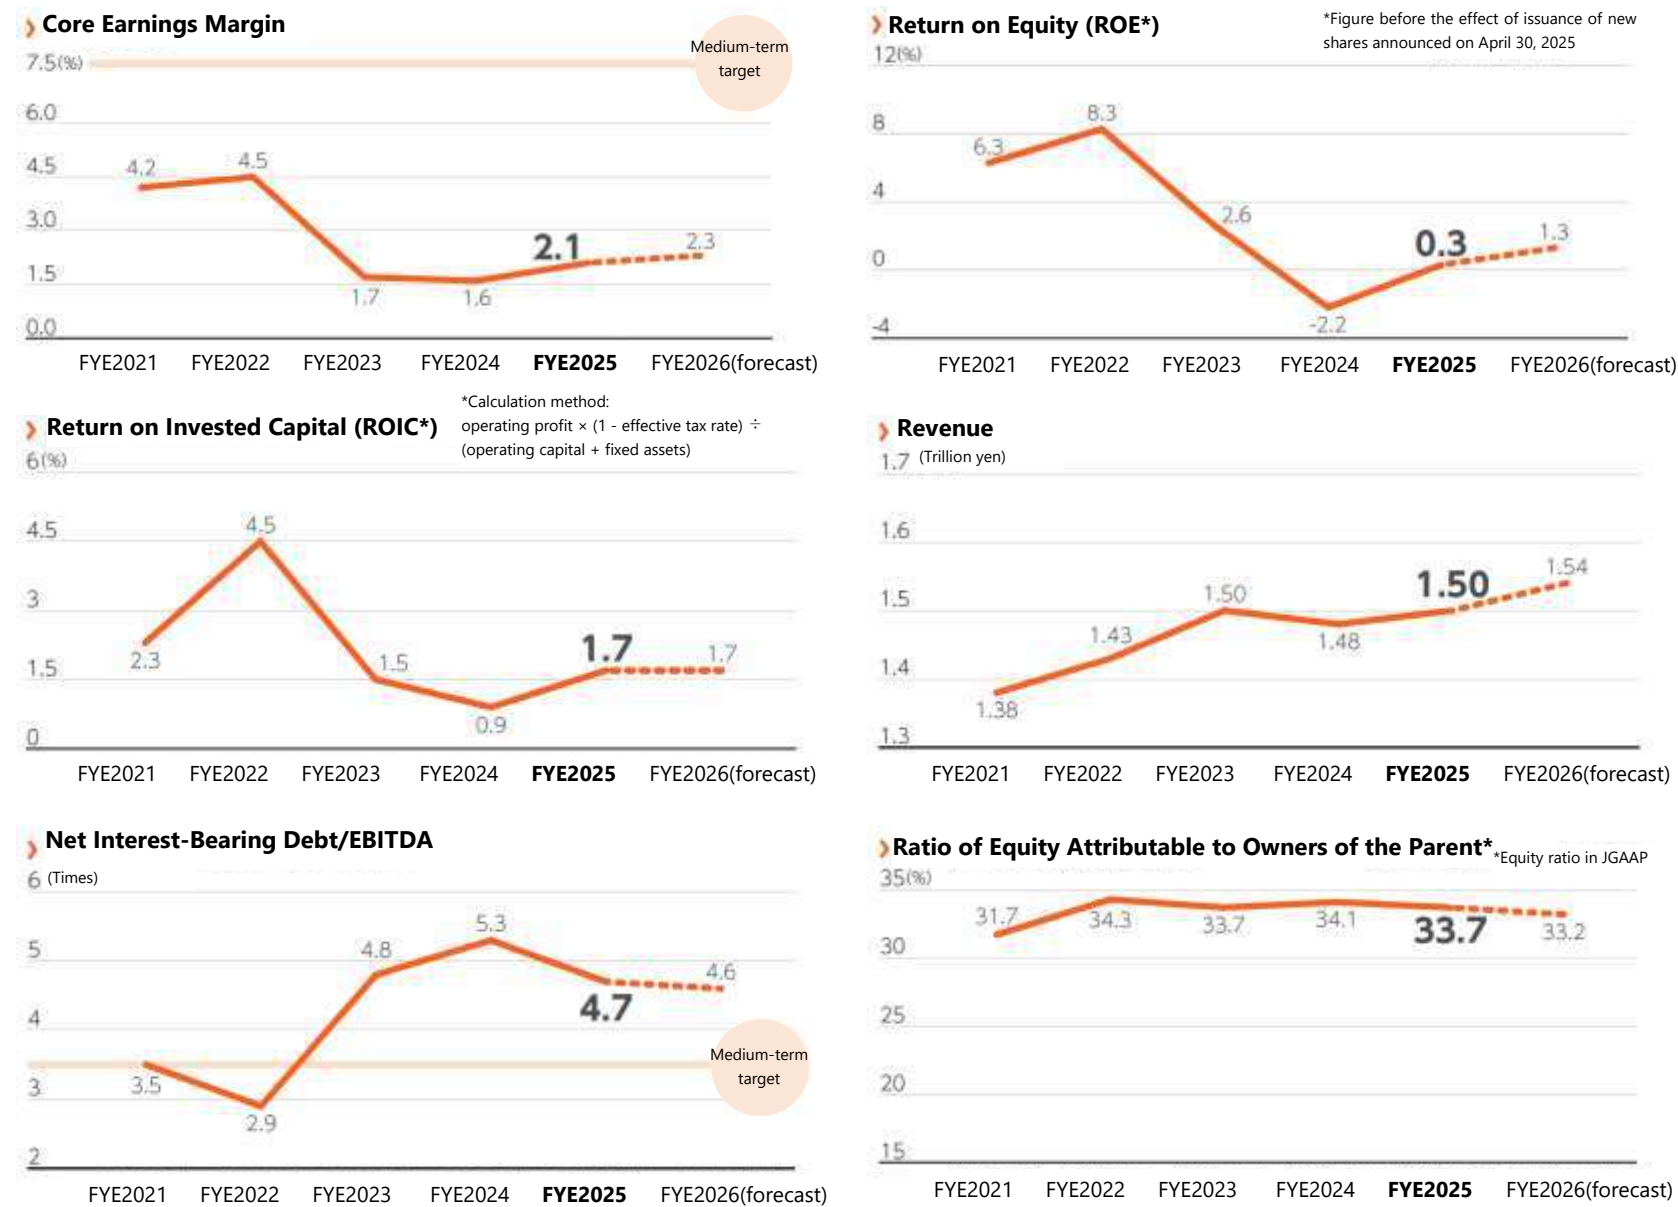 Core Earnings Margin
7.5(%)
Medium-term
target
6.0
4.5
3.0
1.5
0.0
4.2
4.5
1.7
1.6
2.1
2.3
FYE2021
FYE2022
FYE2023
FYE2024
FYE2025
FYE2026(forecast)
Return on Equity (ROE*)
*Figure before the effect of issuance of new
shares announced on April 30, 2025
12(%)
8
4
0
-4
6.3
8.3
2.6
-2.2
0.3
1.3
FYE2021
FYE2022
FYE2023
FYE2024
FYE2025
FYE2026(forecast)
Return on Invested Capital (ROIC*)
*Calculation method:
operating profit × (1 - effective tax rate) ÷
(operating capital + fixed assets)
6(%)
4.5
3
1.5
0
2.3
4.5
1.5
0.9
1.7
1.7
FYE2021
FYE2022
FYE2023
FYE2024
FYE2025
FYE2026(forecast)
Revenue
1.7 (Trillion yen)
1.6
1.5
1.4
1.3
1.38
1.43
1.50
1.48
1.50
1.54
FYE2021
FYE2022
FYE2023
FYE2024
FYE2025
FYE2026(forecast)
Net Interest-Bearing Debt/EBITDA
6 (Times)
5
4
3
2
3.5
2.9
4.8
5.3
4.7
4.6
Medium-term
target
FYE2021
FYE2022
FYE2023
FYE2024
FYE2025
FYE2026(forecast)
Ratio of Equity Attributable to Owners of the Parent*
*Equity ratio in JGAAP
35(%)
30
25
20
15
31.7
34.3
33.7
34.1
33.7
33.2
FYE2021
FYE2022
FYE2023
FYE2024
FYE2025
FYE2026(forecast)